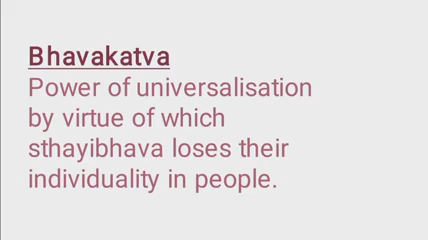 Bhavakatva
Power of universalisation
by virtue of which
sthayibhava loses their
individuality in people.